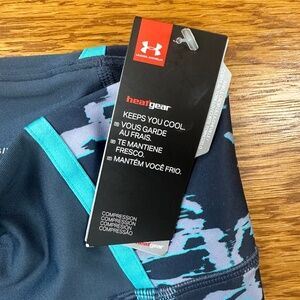 UNDER ARMOUR
heatgear
KEEPS YOU COOL.
VOUS GARDE
AU FRAIS.
TE MANTIENE
FRESCO.
MANTÉM VOCÊ FRIO.
COMPRESSION
COMPRESSION
COMPRESIÓN
COMPRESSÃO
heatgear